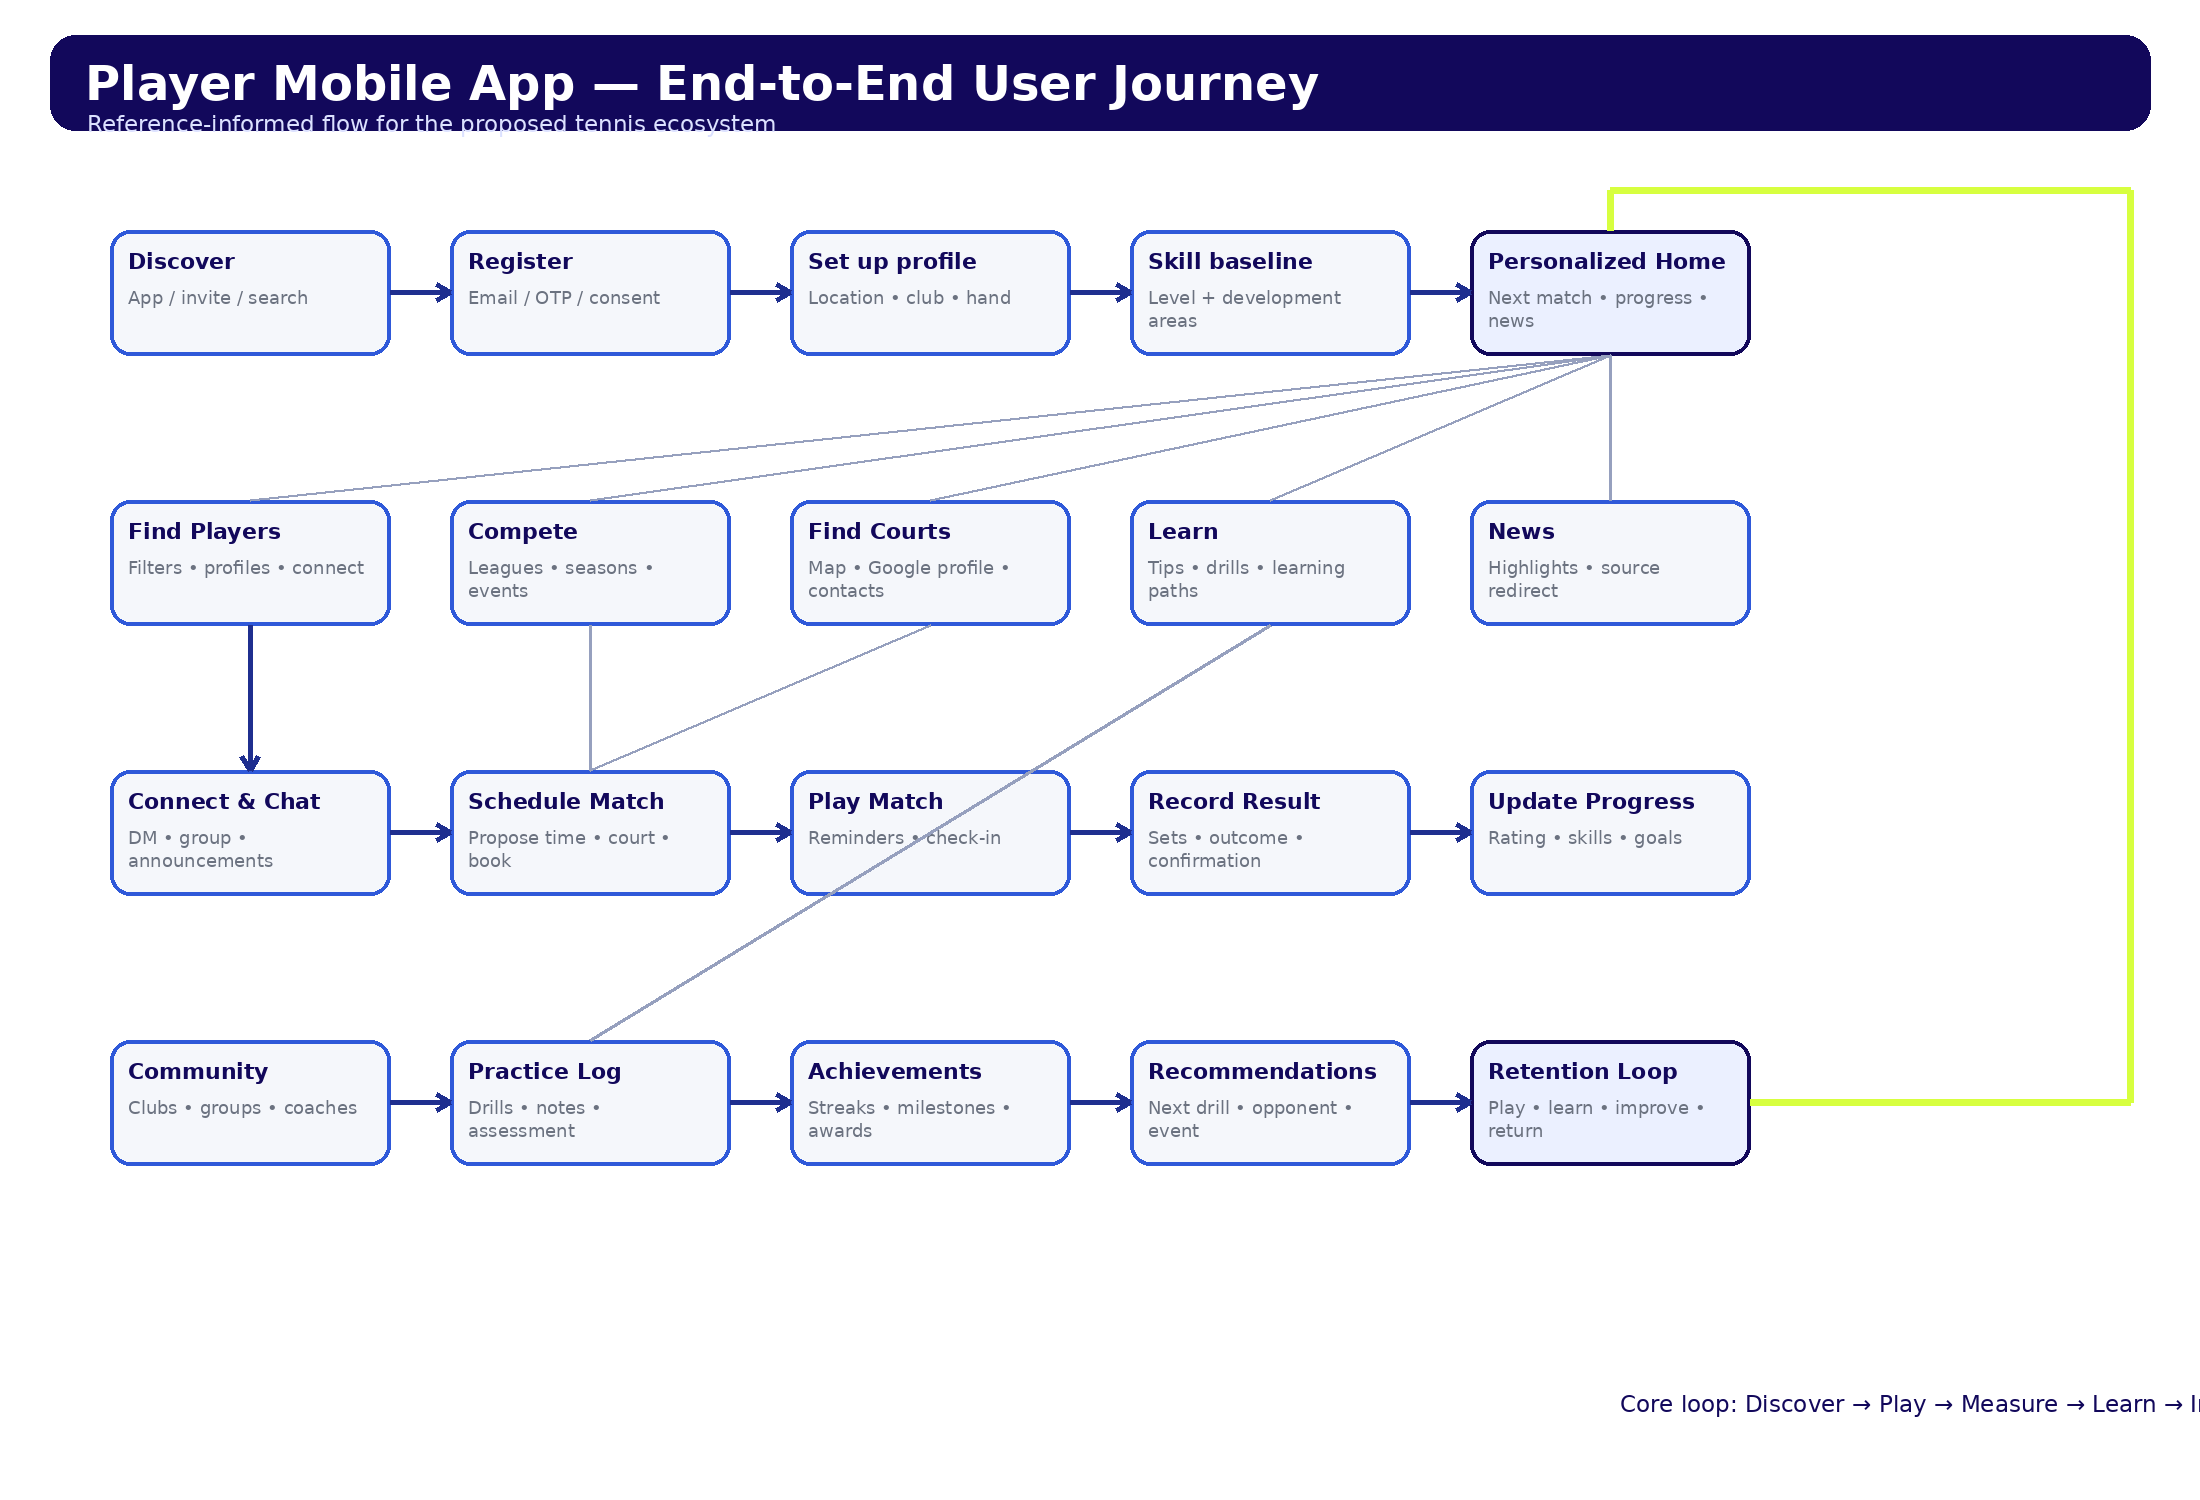 Player Mobile App — End-to-End User Journey
Reference-informed flow for the proposed tennis ecosystem
Discover
App / invite / search
Register
Email / OTP / consent
Set up profile
Location • club • hand
Skill baseline
Level + development
areas
Personalized Home
Next match • progress •
news
Find Players
Filters • profiles • connect
Compete
Leagues • seasons •
events
Find Courts
Map • Google profile •
contacts
Learn
Tips • drills • learning
paths
News
Highlights • source
redirect
Connect & Chat
DM • group •
announcements
Schedule Match
Propose time • court •
book
Play Match
Reminders • check-in
Record Result
Sets • outcome •
confirmation
Update Progress
Rating • skills • goals
Community
Clubs • groups • coaches
Practice Log
Drills • notes •
assessment
Achievements
Streaks • milestones •
awards
Recommendations
Next drill • opponent •
event
Retention Loop
Play • learn • improve •
return
Core loop: Discover → Play → Measure → Learn →